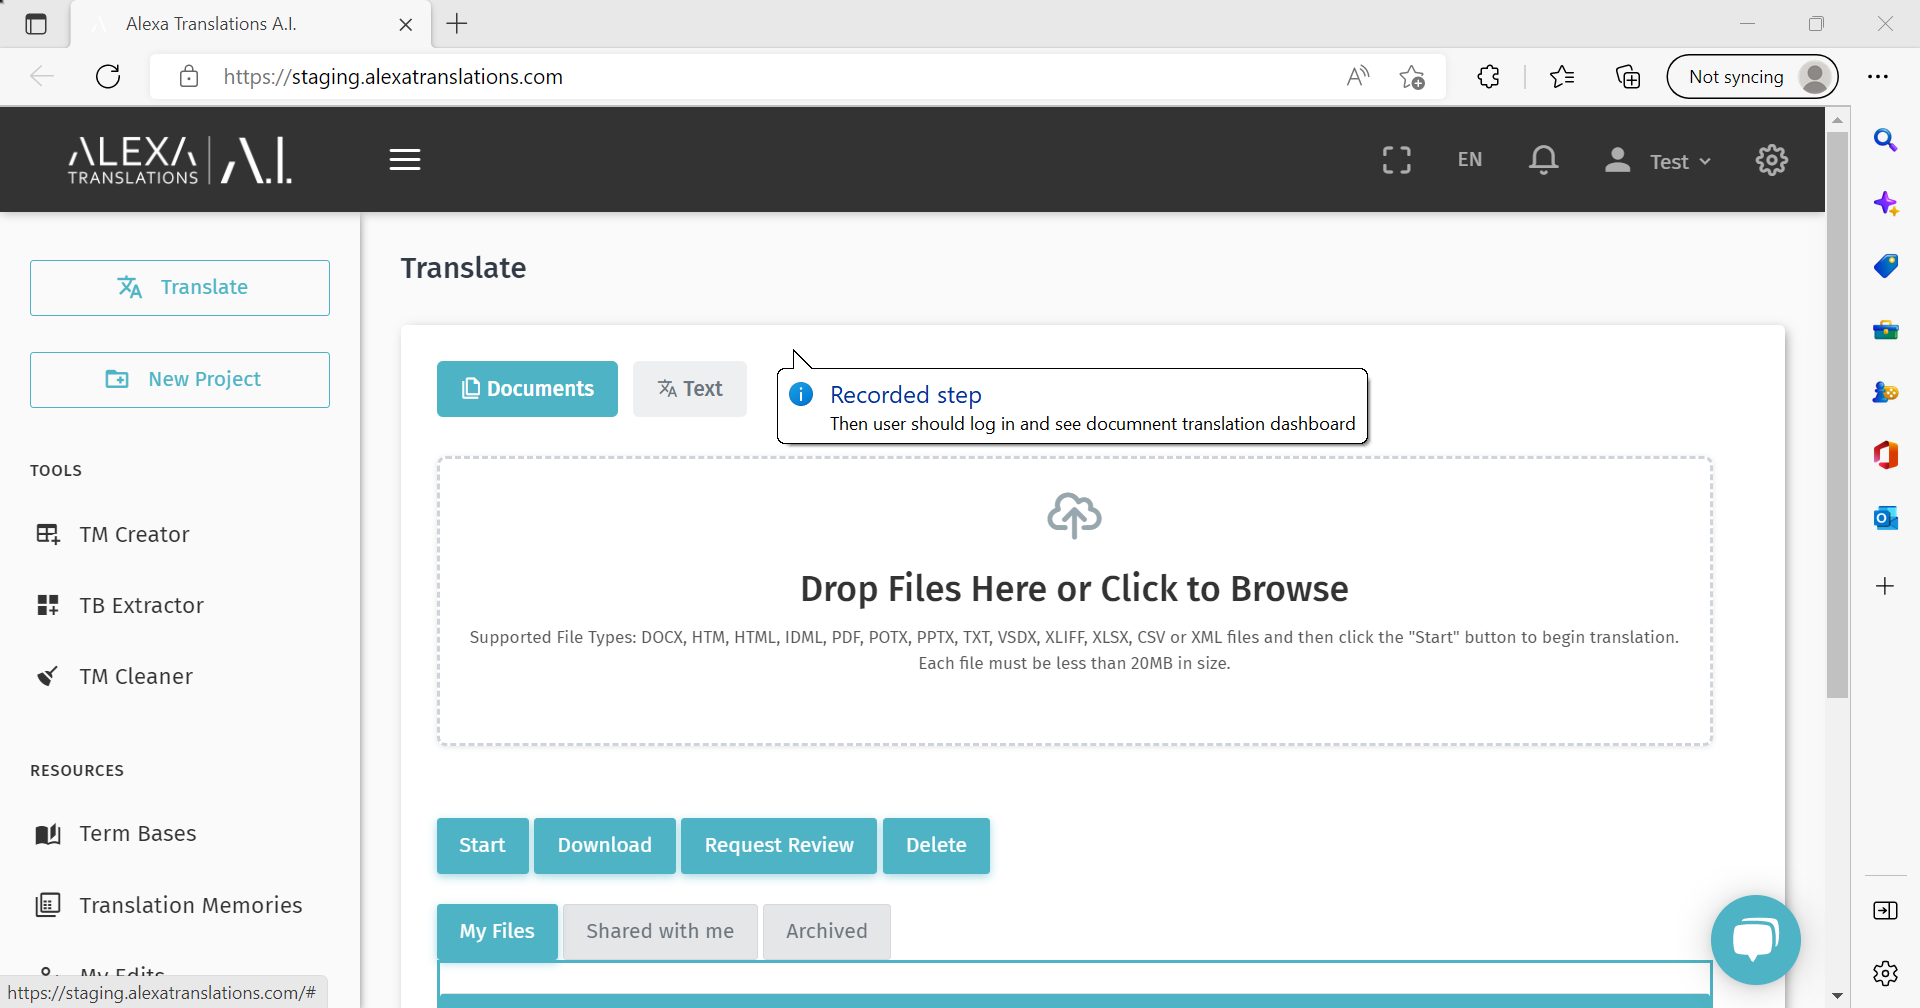 Alexa Translations A.I.
https://staging.alexatranslations.com
Not syncing
ALEXA
TRANSLATIONS
A.I.
EN
Test
Translate
New Project
TOOLS
TM Creator
TB Extractor
TM Cleaner
RESOURCES
Term Bases
Translation Memories
My Edits
https://staging.alexatranslations.com/#
Translate
Documents
Text
Recorded step
Then user should log in and see documnent translation dashboard
Drop Files Here or Click to Browse
Supported File Types: DOCX, HTM, HTML, IDML, PDF, POTX, PPTX, TXT, VSDX, XLIFF, XLSX, CSV or XML files and then click the "Start" button to begin translation.
Each file must be less than 20MB in size.
Start
Download
Request Review
Delete
My Files
Shared with me
Archived